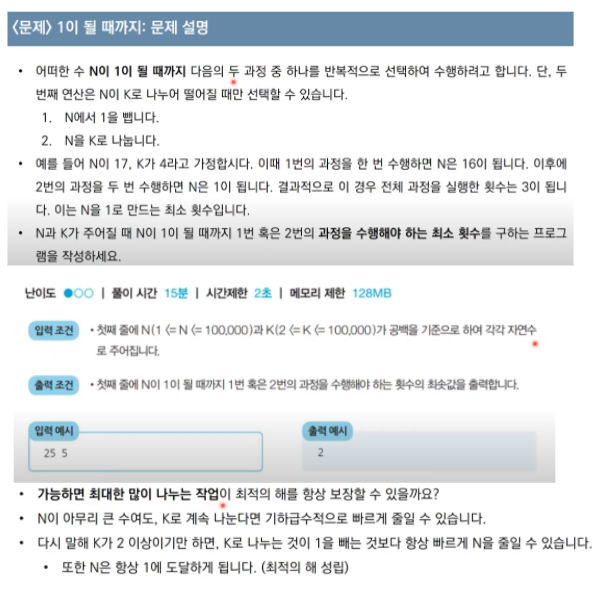 〈문제〉 1이 될 때까지: 문제 설명
• 어떠한 수 N이 1이 될 때까지 다음의 두 과정 중 하나를 반복적으로 선택하여 수행하려고 합니다. 단, 두
번째 연산은 N이 K로 나누어 떨어질 때만 선택할 수 있습니다.
1. N에서 1을 뺍니다.
2. N을 K로 나눕니다.
• 예를 들어 N이 17, K가 4라고 가정합시다. 이때 1번의 과정을 한 번 수행하면 N은 16이 됩니다. 이후에
2번의 과정을 두 번 수행하면 N은 1이 됩니다. 결과적으로 이 경우 전체 과정을 실행한 횟수는 3이 됩니
다. 이는 N을 1로 만드는 최소 횟수입니다.
• N과 K가 주어질 때 N이 1이 될 때까지 1번 혹은 2번의 과정을 수행해야 하는 최소 횟수를 구하는 프로그
램을 작성하세요.
난이도 ●○○ | 풀이 시간 15분 | 시간제한 2초 | 메모리 제한 128MB
입력 조건 • 첫째 줄에 N(1 <= N <= 100,000)과 K(2 <= K <= 100,000)가 공백을 기준으로 하여 각각 자연수
로 주어집니다.
출력 조건 • 첫째 줄에 N이 1이 될 때까지 1번 혹은 2번의 과정을 수행해야 하는 횟수의 최솟값을 출력합니다.
입력 예시
25 5
출력 예시
2
• 가능하면 최대한 많이 나누는 작업이 최적의 해를 항상 보장할 수 있을까요?
• N이 아무리 큰 수여도, K로 계속 나눈다면 기하급수적으로 빠르게 줄일 수 있습니다.
• 다시 말해 K가 2 이상이기만 하면, K로 나누는 것이 1을 빼는 것보다 항상 빠르게 N을 줄일 수 있습니다.
• 또한 N은 항상 1에 도달하게 됩니다. (최적의 해 성립)